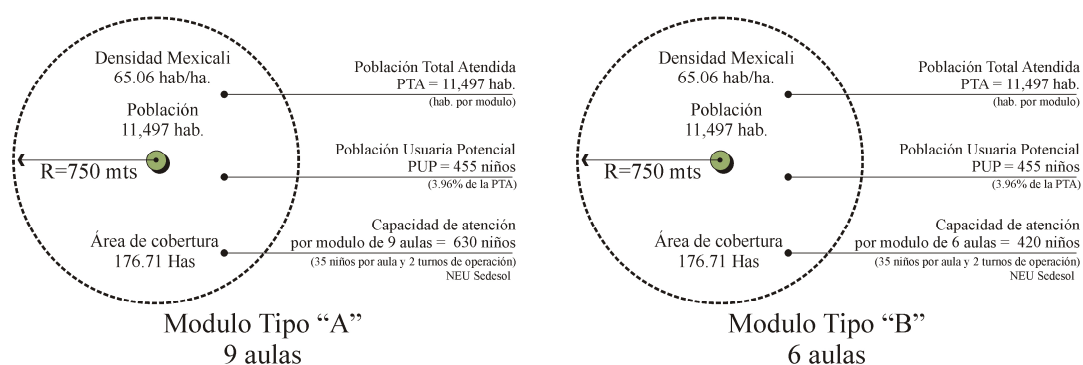 Densidad Mexicali
65.06 hab/ha.
Población
11,497 hab.
R=750 mts
Área de cobertura
176.71 Has
Población Total Atendida
PTA = 11,497 hab.
(hab. por modulo)
Población Usuaria Potencial
PUP = 455 niños
(3.96% de la PTA)
Capacidad de atención
por modulo de 9 aulas = 630 niños
(35 niños por aula y 2 turnos de operación)
NEU Sedesol
Modulo Tipo “A”
9 aulas
Densidad Mexicali
65.06 hab/ha.
Población
11,497 hab.
R=750 mts
Área de cobertura
176.71 Has
Población Total Atendida
PTA = 11,497 hab.
(hab. por modulo)
Población Usuaria Potencial
PUP = 455 niños
(3.96% de la PTA)
Capacidad de atención
por modulo de 6 aulas = 420 niños
(35 niños por aula y 2 turnos de operación)
NEU Sedesol
Modulo Tipo “B”
6 aulas